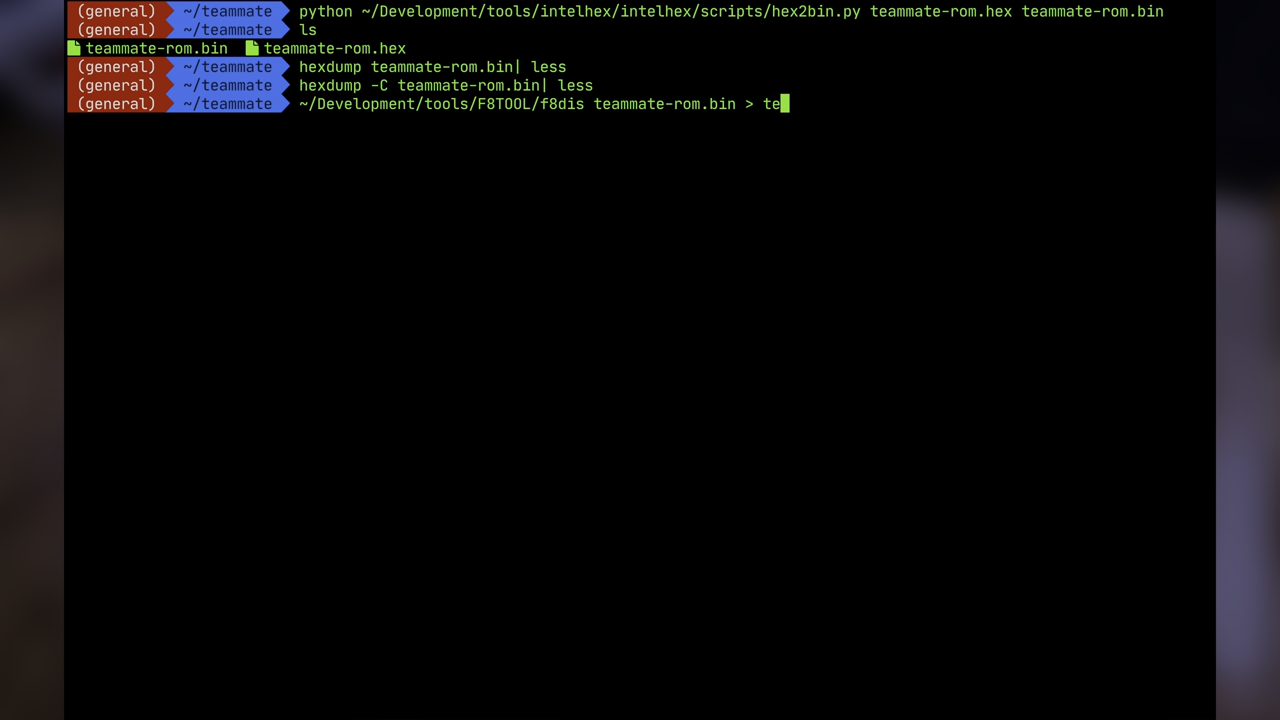 (general) ~/teammate python ~/Development/tools/intelhex/intelhex/scripts/hex2bin.py teammate-rom.hex teammate-rom.bin
(general) ~/teammate ls
teammate-rom.bin teammate-rom.hex
(general) ~/teammate hexdump teammate-rom.bin| less
(general) ~/teammate hexdump -C teammate-rom.bin| less
(general) ~/teammate ~/Development/tools/F8TOOL/f8dis teammate-rom.bin > te